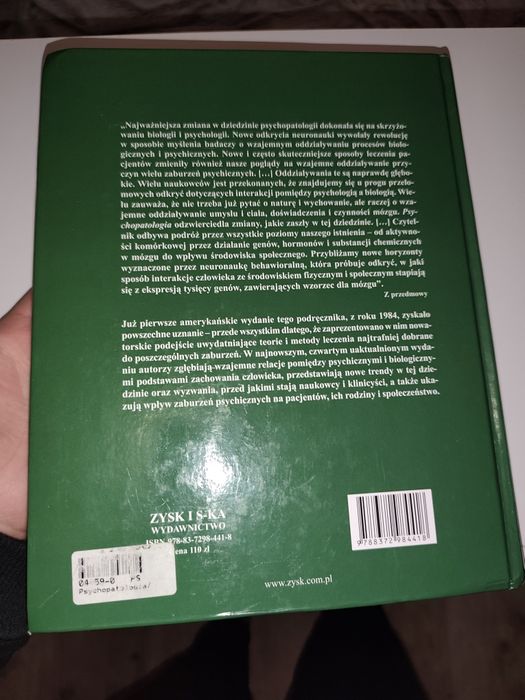 „Najważniejsza zmiana w dziedzinie psychopatologii dokonała się na skrzyżo-
waniu biologii i psychologii. Nowe odkrycia neuronauki wywołały rewolucję
w sposobie myślenia badaczy o wzajemnym oddziaływaniu procesów biolo-
gicznych i psychicznych. Nowe i często skuteczniejsze sposoby leczenia pa-
cjentów zmieniły również nasze poglądy na wzajemne oddziaływanie przy-
czyn wielu zaburzeń psychicznych. [...] Oddziaływania te są naprawdę głębo-
kie. Wielu naukowców jest przekonanych, że znajdujemy się u progu przeło-
mowych odkryć dotyczących interakcji pomiędzy psychologią a biologią. Wie-
lu zauważa, że nie trzeba już pytać o naturę i wychowanie, ale raczej o wza-
jemne oddziaływanie umysłu i ciała, doświadczenia i czynności mózgu. Psy-
chopatologia odzwierciedla zmiany, jakie zaszły w tej dziedzinie. [...] Czytel-
nik odbywa podróż przez wszystkie poziomy naszego istnienia – od aktywno-
ści komórkowej przez działanie genów, hormonów i substancji chemicznych
w mózgu do wpływu środowiska społecznego. Przybliżamy nowe horyzonty
wyznaczone przez neuronaukę behawioralną, która próbuje odkryć, w jaki
sposób interakcje człowieka ze środowiskiem fizycznym i społecznym stapiają
się z ekspresją tysięcy genów, zawierających wzorzec dla mózgu”.
Z przedmowy
Już pierwsze amerykańskie wydanie tego podręcznika, z roku 1984, zyskało
powszechne uznanie – przede wszystkim dlatego, że zaprezentowano w nim nowa-
torskie podejście uwydatniające teorie i metody leczenia najtrafniej dobrane
do poszczególnych zaburzeń. W najnowszym, czwartym uaktualnionym wyda-
niu autorzy zgłębiają wzajemne relacje pomiędzy psychicznymi i biologiczny-
mi podstawami zachowania człowieka, przedstawiają nowe trendy w tej dzie-
dzinie oraz wyzwania, przed jakimi stają naukowcy i klinicyści, a także uka-
zują wpływ zaburzeń psychicznych na pacjentów, ich rodziny i społeczeństwo.
ZYSK I S-KA
WYDAWNICTWO
ISBN 978-83-7298-441-8
cena 110 zł
9788372984418
04-59-0
Psychopatologia/
www.zysk.com.pl